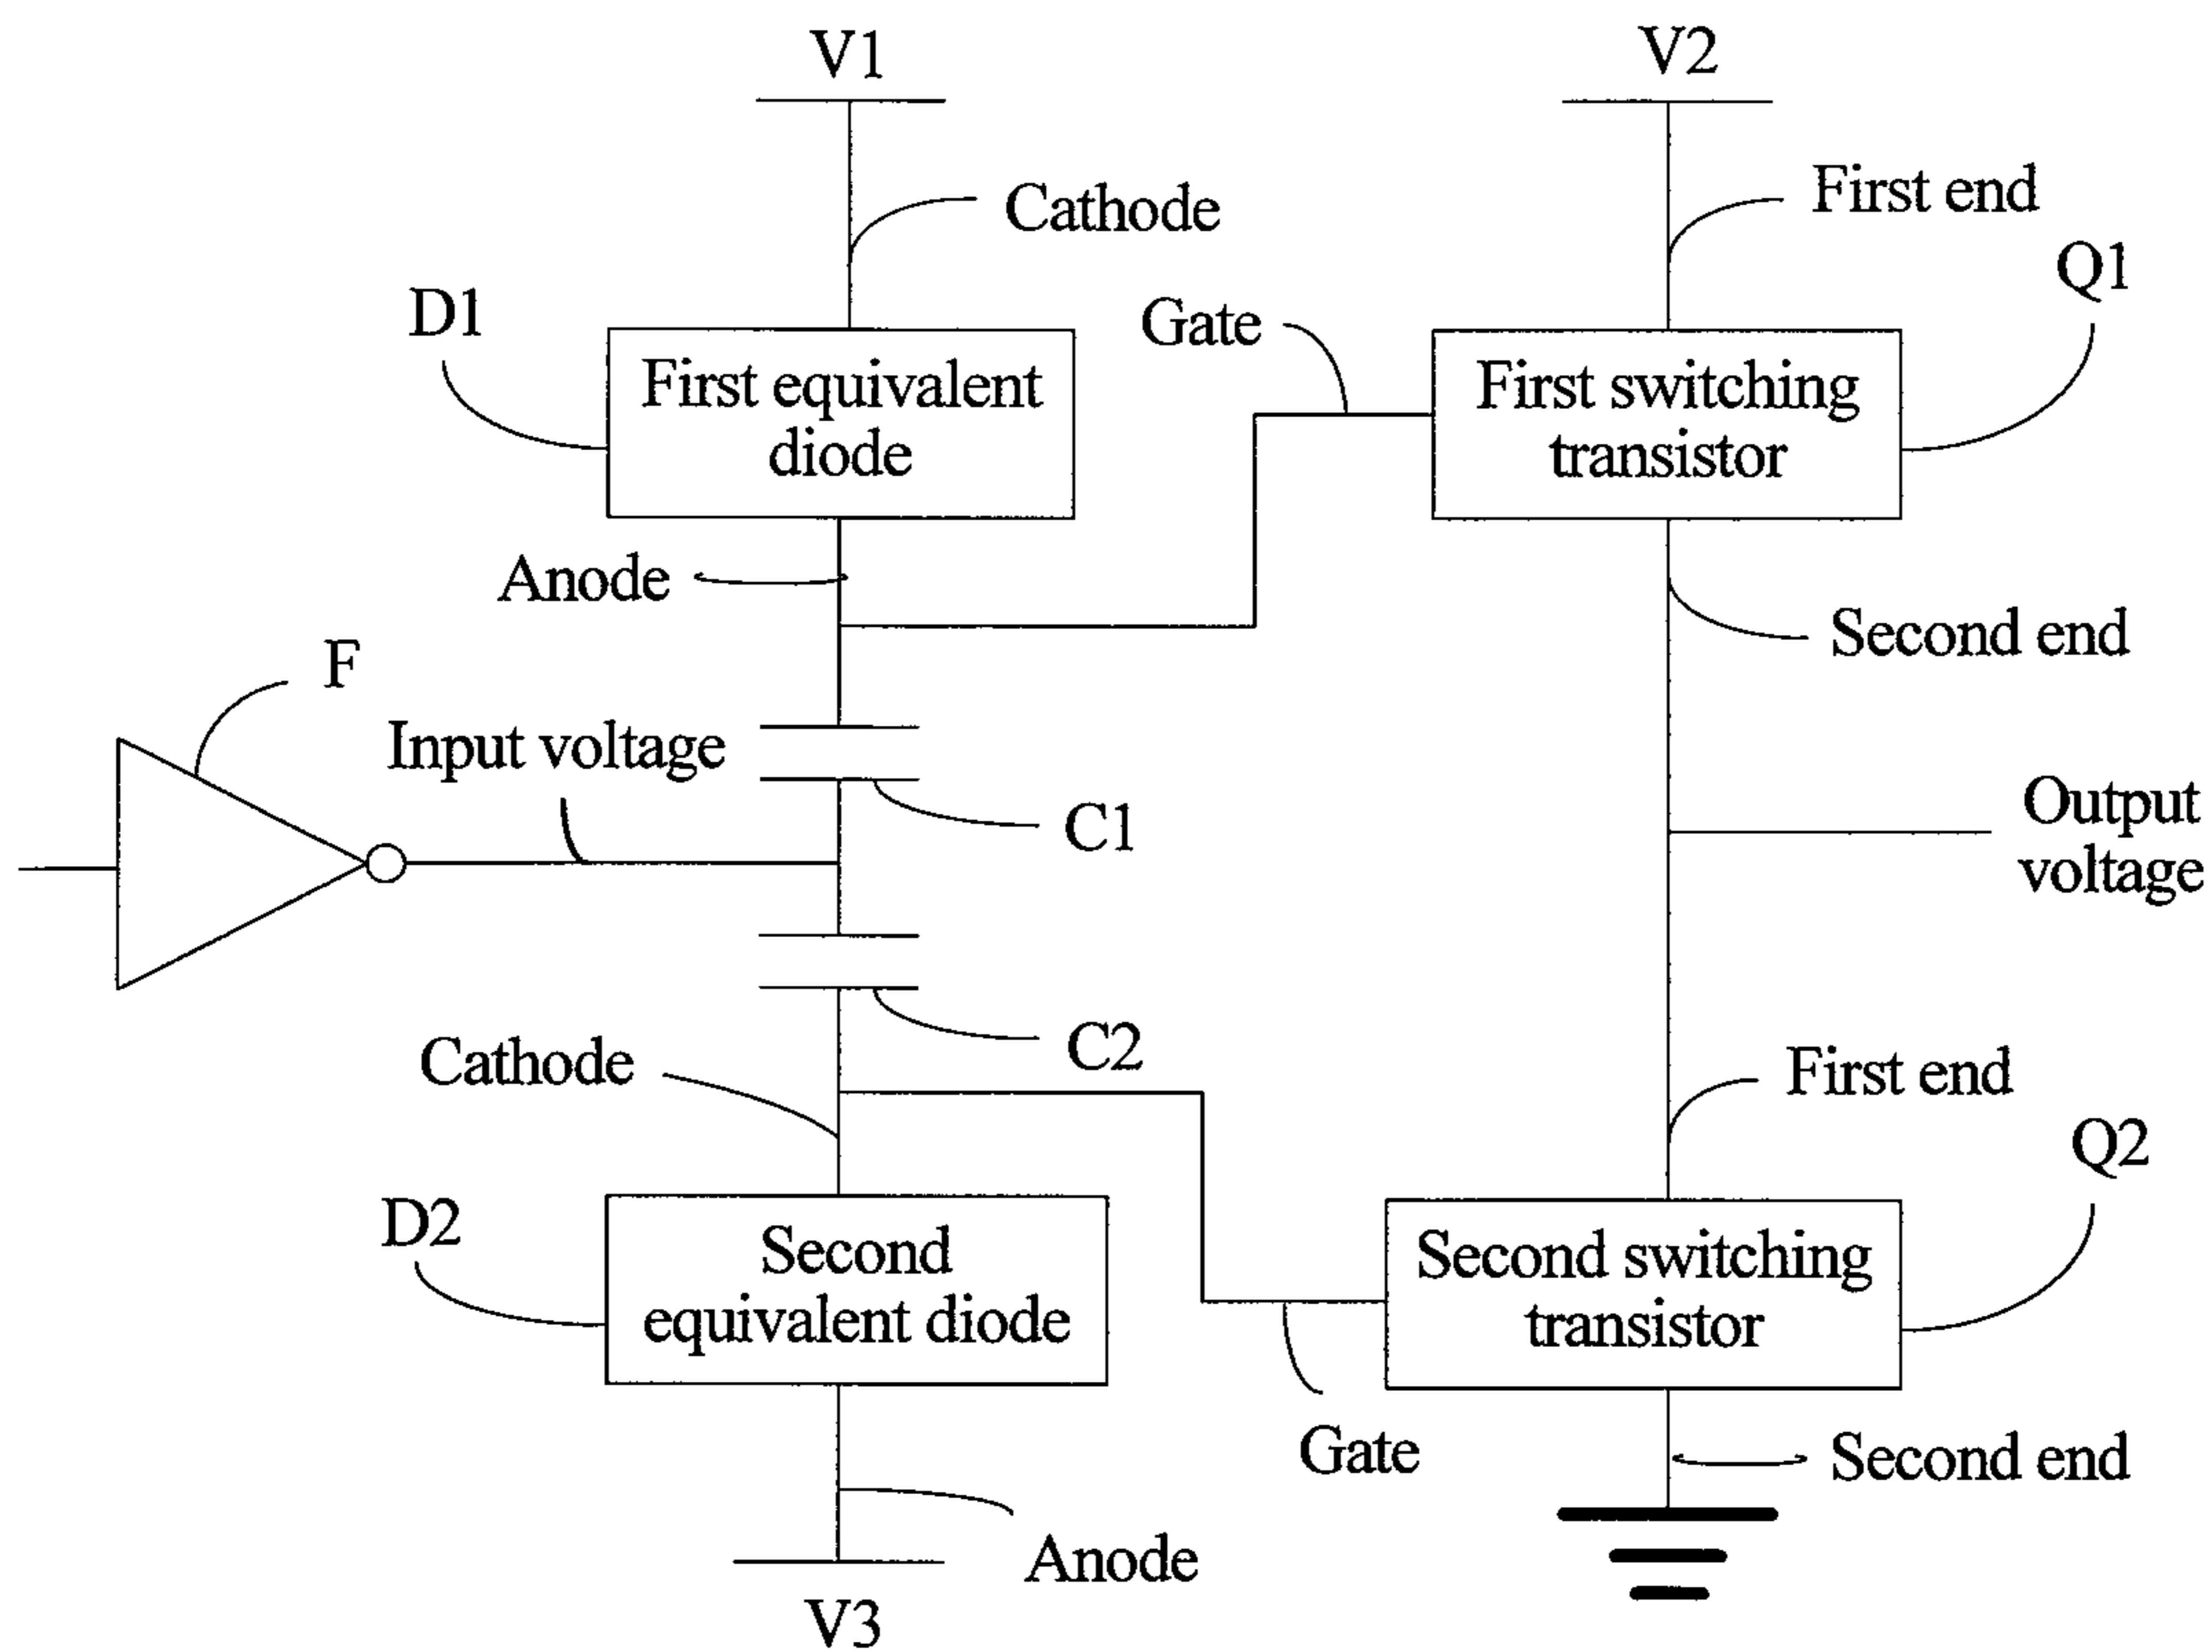 V1
V2
Cathode
First end
D1
Gate
Q1
First equivalent
diode
First switching
transistor
Anode
Second end
F
Input voltage
C1
Output
voltage
C2
Cathode
First end
D2
Q2
Second
equivalent diode
Second switching
transistor
Gate
Second end
Anode
V3